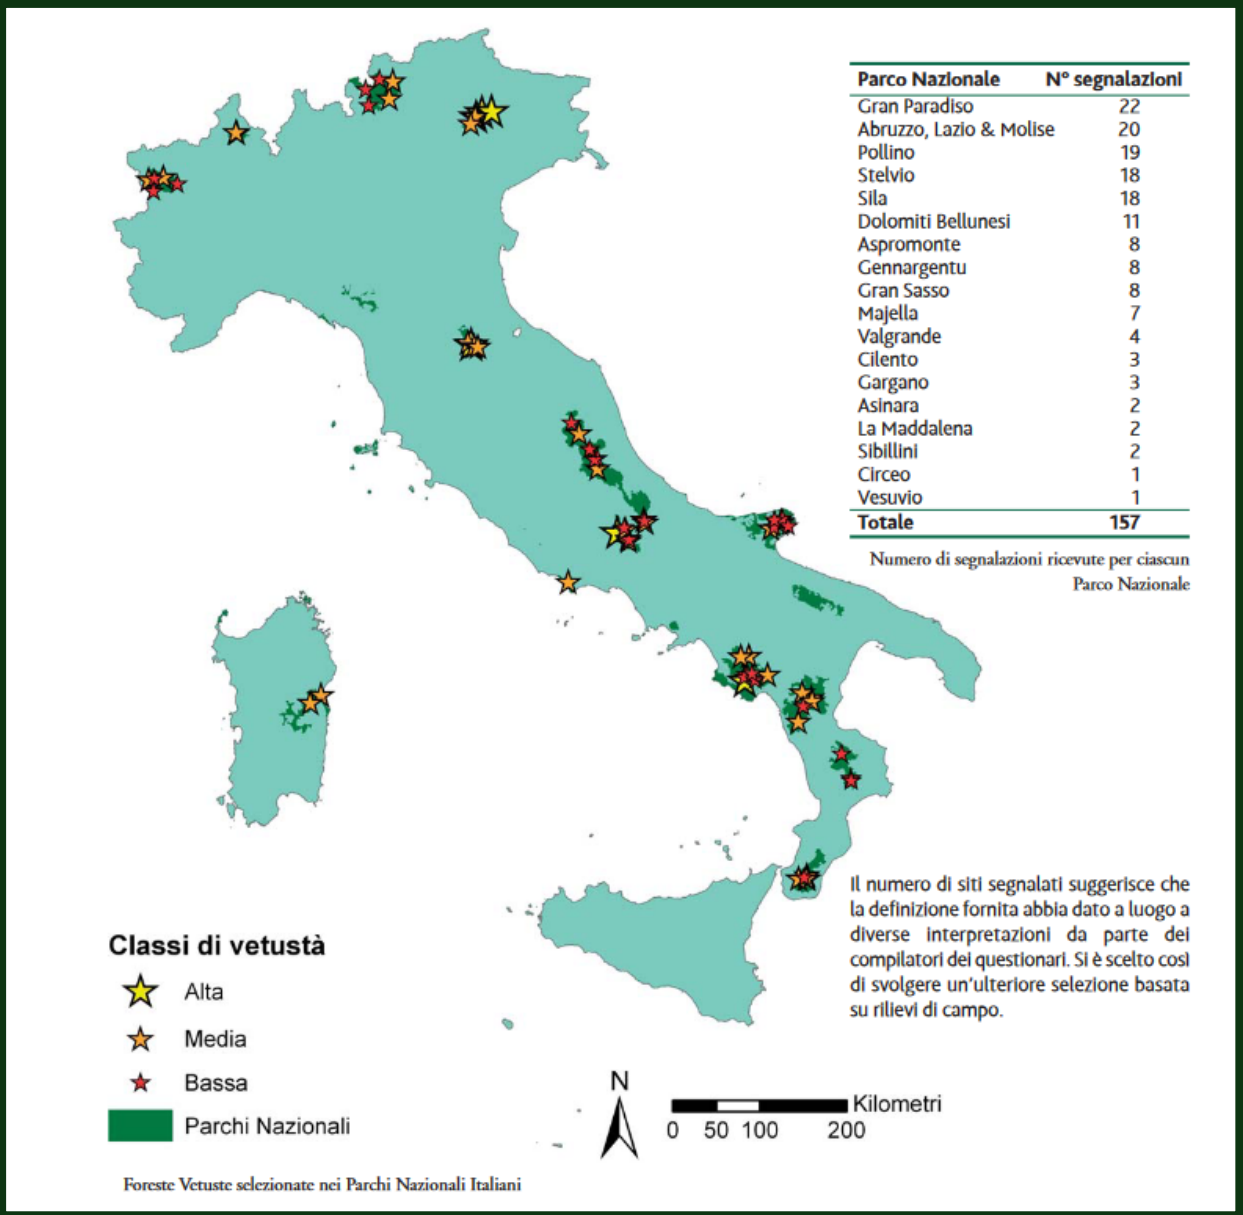 Parco Nazionale N° segnalazioni
Gran Paradiso 22
Abruzzo, Lazio & Molise 20
Pollino 19
Stelvio 18
Sila 18
Dolomiti Bellunesi 11
Aspromonte 8
Gennargentu 8
Gran Sasso 8
Majella 7
Valgrande 4
Cilento 3
Gargano 3
Asinara 2
La Maddalena 2
Sibillini 2
Circeo 1
Vesuvio 1
Totale 157
Numero di segnalazioni ricevute per ciascun
Parco Nazionale
Il numero di siti segnalati suggerisce che
la definizione fornita abbia dato a luogo a
diverse interpretazioni da parte dei
compilatori dei questionari. Si è scelto così
di svolgere un'ulteriore selezione basata
su rilievi di campo.
Classi di vetustà
Alta
Media
Bassa
Parchi Nazionali
N
Kilometri
0 50 100 200
Foreste Vetuste selezionate nei Parchi Nazionali Italiani